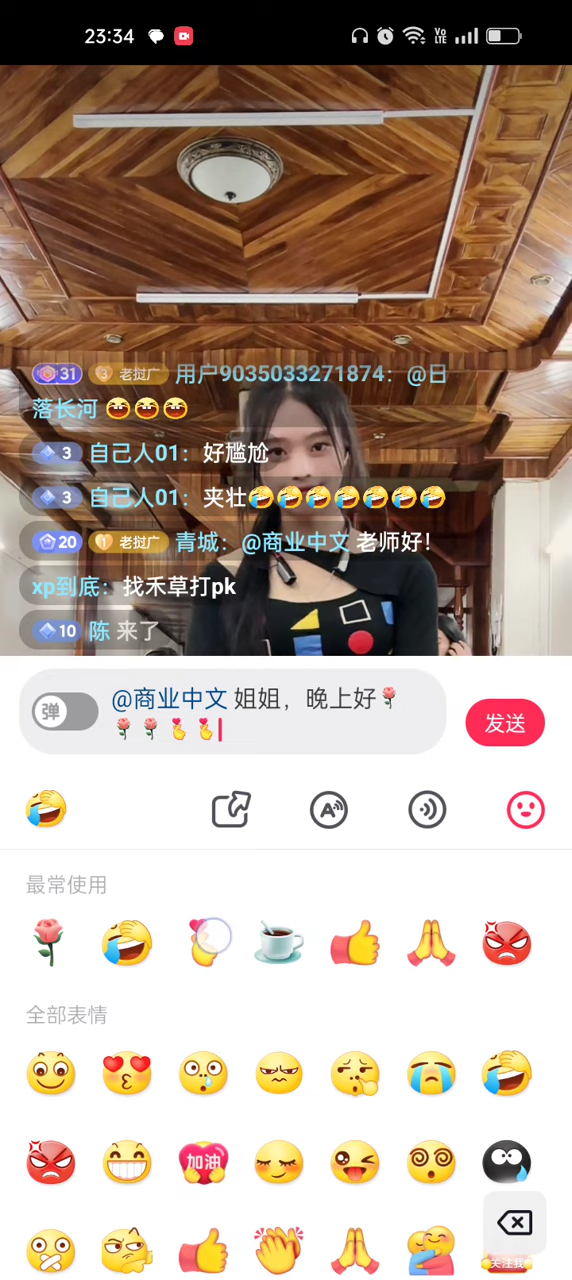 23:34
Vo
LTE
31 3 老挝广 用户9035033271874：@日
落长河 😆😆😆
3 自己人01：好尴尬
3 自己人01：夹壮🤣🤣🤣🤣🤣🤣🤣
20 1 老挝广 青城：@商业中文 老师好！
xp到底：找禾草打pk
10 陈 来了
弹 @商业中文 姐姐，晚上好🌹
🌹🌹🫰🫰
发送
A
最常使用
全部表情
加油
关注我